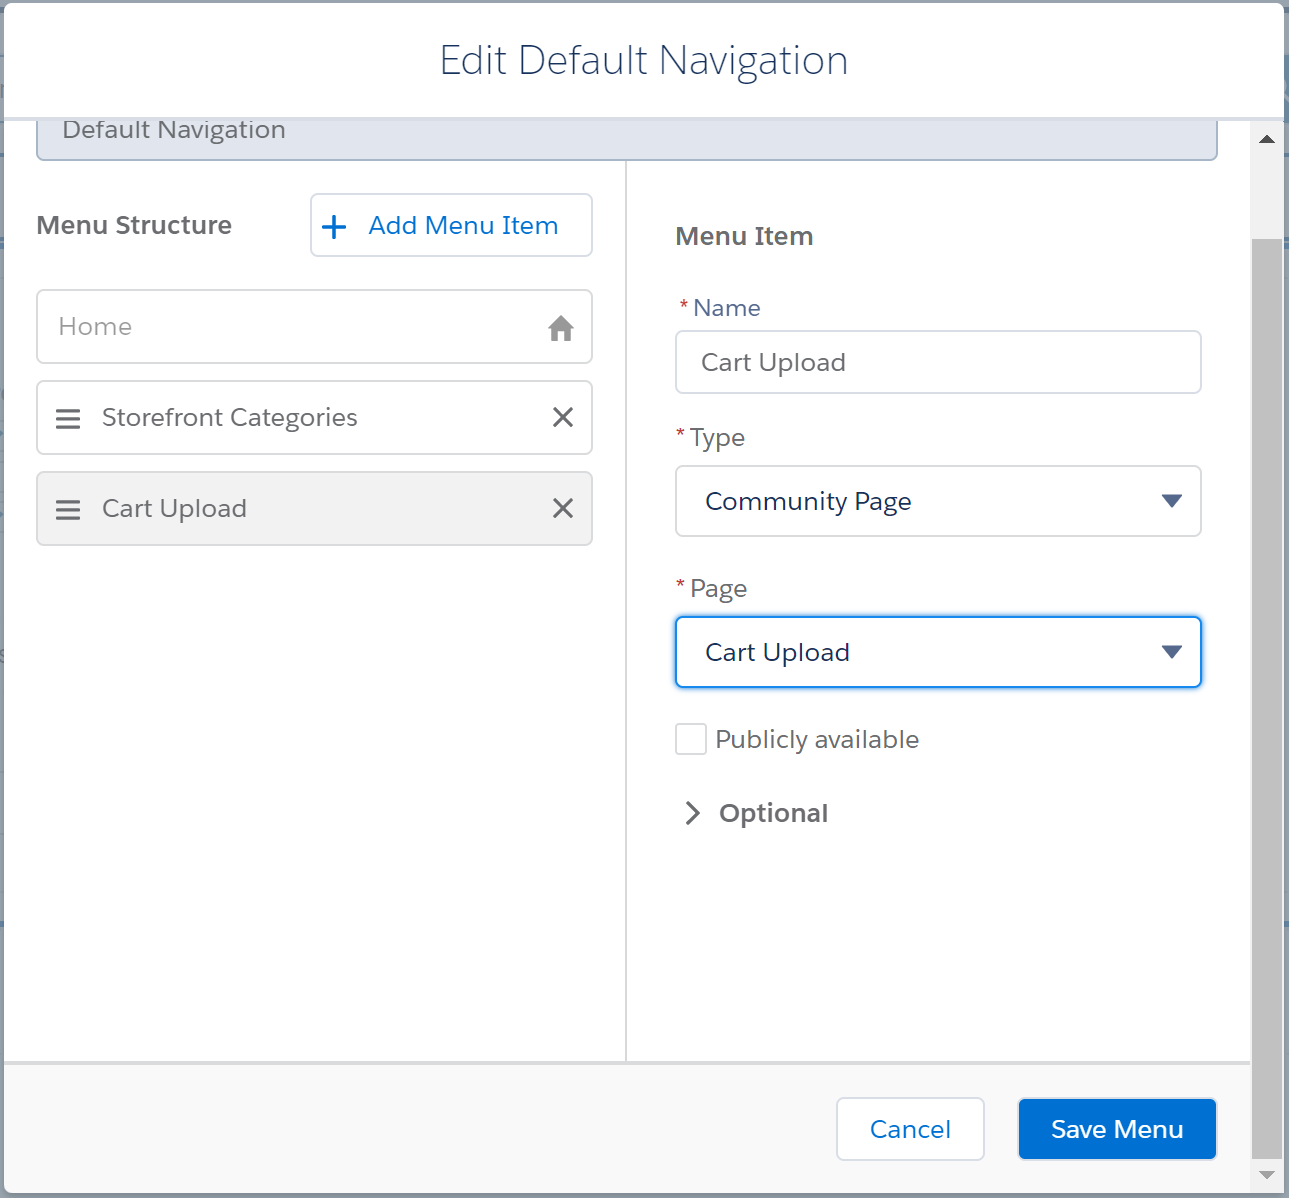 Edit Default Navigation
Default Navigation
Menu Structure
Add Menu Item
Home
Storefront Categories
Cart Upload
Menu Item
* Name
Cart Upload
* Type
Community Page
* Page
Cart Upload
Publicly available
Optional
Cancel
Save Menu